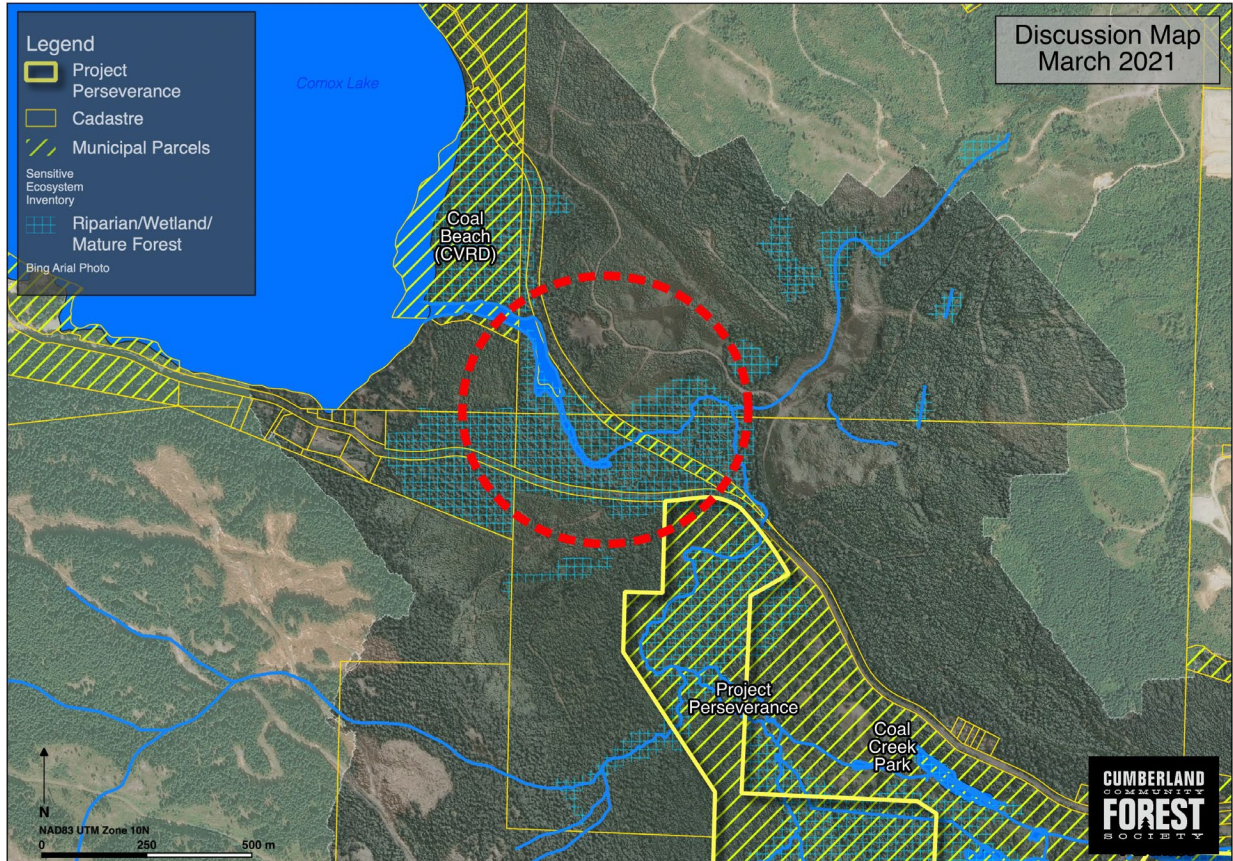 Legend
Project
Perseverance
Cadastre
Municipal Parcels
Sensitive
Ecosystem
Inventory
Riparian/Wetland/
Mature Forest
Bing Arial Photo
Comox Lake
Discussion Map
March 2021
Coal
Beach
(CVRD)
Project
Perseverance
Coal
Creek
Park
N
NAD83 UTM Zone 10N
0 250 500 m
CUMBERLAND
COMMUNITY
FOREST
SOCIETY